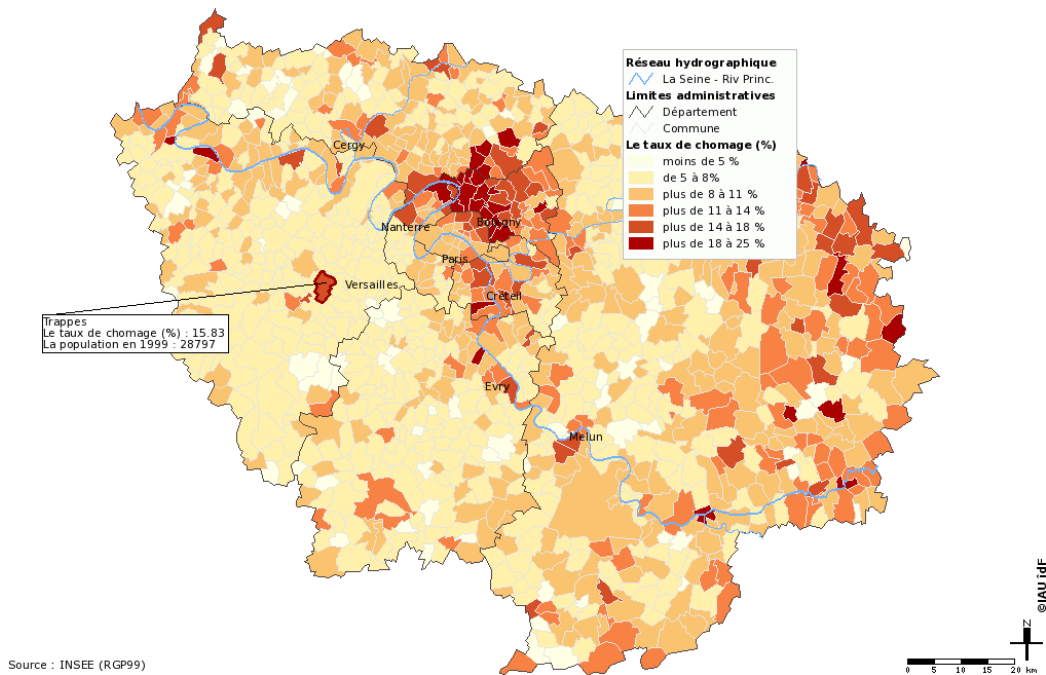 Réseau hydrographique
La Seine - Riv Princ.
Limites administratives
Département
Commune
Le taux de chomage (%)
moins de 5 %
de 5 à 8%
plus de 8 à 11 %
plus de 11 à 14 %
plus de 14 à 18 %
plus de 18 à 25 %
Cergy
Nanterre
Bobigny
Paris
Versailles
Créteil
Trappes
Le taux de chomage (%) : 15.83
La population en 1999 : 28797
Evry
Melun
©IAU îdF
N
0 5 10 15 20 km
Source : INSEE (RGP99)